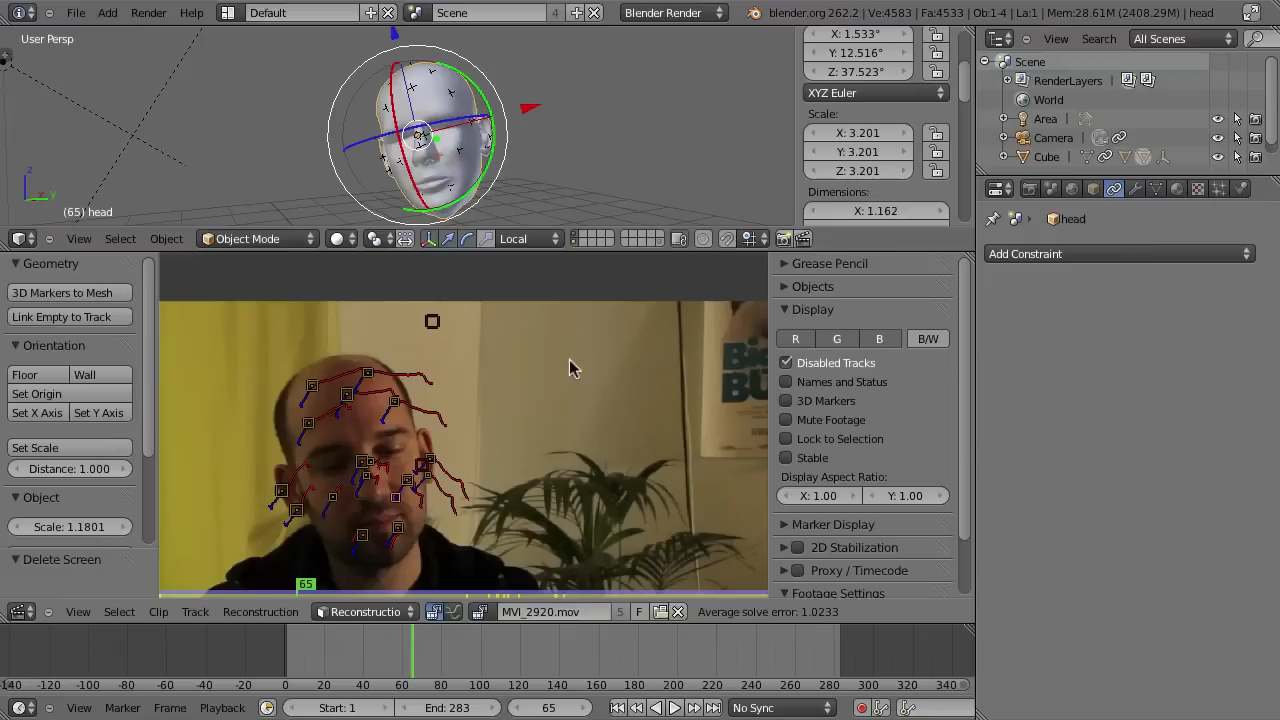 File Add Render Help Default Scene 4 Blender Render blender.org 262.2 | Ve:4583 | Fa:4533 | Ob:1-4 | La:1 | Mem:28.61M (2408.29M) | head
User Persp
X: 1.533°
Y: 12.516°
Z: 37.523°
XYZ Euler
Scale:
X: 3.201
Y: 3.201
Z: 3.201
Dimensions:
X: 1.162
z
x
y
(65) head
View Select Object Object Mode Local
View Search All Scenes
Scene
RenderLayers
World
Area
Camera
Cube
head
Add Constraint
Geometry
3D Markers to Mesh
Link Empty to Track
Orientation
Floor Wall
Set Origin
Set X Axis Set Y Axis
Set Scale
Distance: 1.000
Object
Scale: 1.1801
Delete Screen
65
Grease Pencil
Objects
Display
R G B B/W
Disabled Tracks
Names and Status
3D Markers
Mute Footage
Lock to Selection
Stable
Display Aspect Ratio:
X: 1.00 Y: 1.00
Marker Display
2D Stabilization
Proxy / Timecode
Footage Settings
View Select Clip Track Reconstruction Reconstructio MVI_2920.mov 5 F Average solve error: 1.0233
-140 -120 -100 -80 -60 -40 -20 0 20 40 60 80 100 120 140 160 180 200 220 240 260 280 300 320 340
View Marker Frame Playback Start: 1 End: 283 65 No Sync